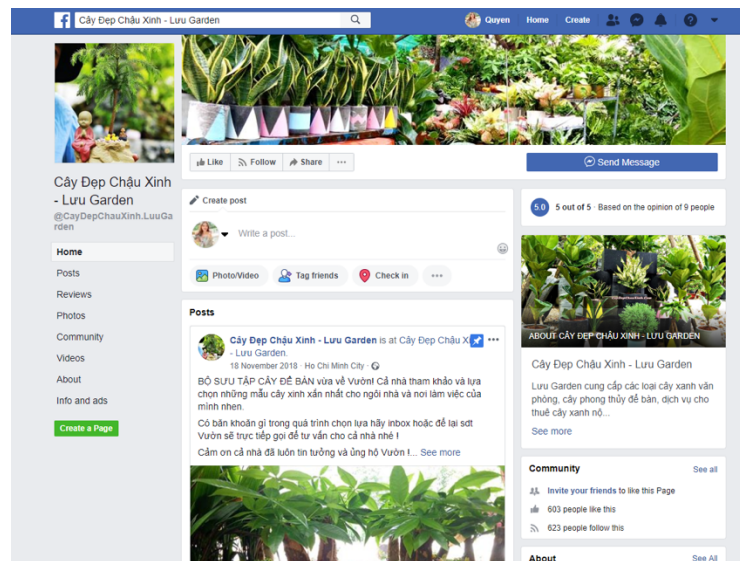 Cây Đẹp Chậu Xinh - Lưu Garden
Quyen
Home
Create
Cây Đẹp Chậu Xinh
- Lưu Garden
@CayDepChauXinh.LuuGa
rden
Home
Posts
Reviews
Photos
Community
Videos
About
Info and ads
Create a Page
Like
Follow
Share
Send Message
Create post
Write a post...
Photo/Video
Tag friends
Check in
Posts
Cây Đẹp Chậu Xinh - Lưu Garden is at Cây Đẹp Chậu X
- Lưu Garden.
18 November 2018 · Ho Chi Minh City ·
BỘ SƯU TẬP CÂY ĐỂ BÀN vừa về Vườn! Cả nhà tham khảo và lựa
chọn những mẫu cây xinh xắn nhất cho ngôi nhà và nơi làm việc của
mình nhen.
Có băn khoăn gì trong quá trình chọn lựa hãy inbox hoặc để lại sdt
Vườn sẽ trực tiếp gọi để tư vấn cho cả nhà nhé !
Cảm ơn cả nhà đã luôn tin tưởng và ủng hộ Vườn !... See more
5.0
5 out of 5 · Based on the opinion of 9 people
ABOUT CÂY ĐẸP CHẬU XINH - LƯU GARDEN
Cây Đẹp Chậu Xinh - Lưu Garden
Lưu Garden cung cấp các loại cây xanh văn
phòng, cây phong thủy để bàn, dịch vụ cho
thuê cây xanh nộ...
See more
Community
See all
Invite your friends to like this Page
603 people like this
623 people follow this
About
See All